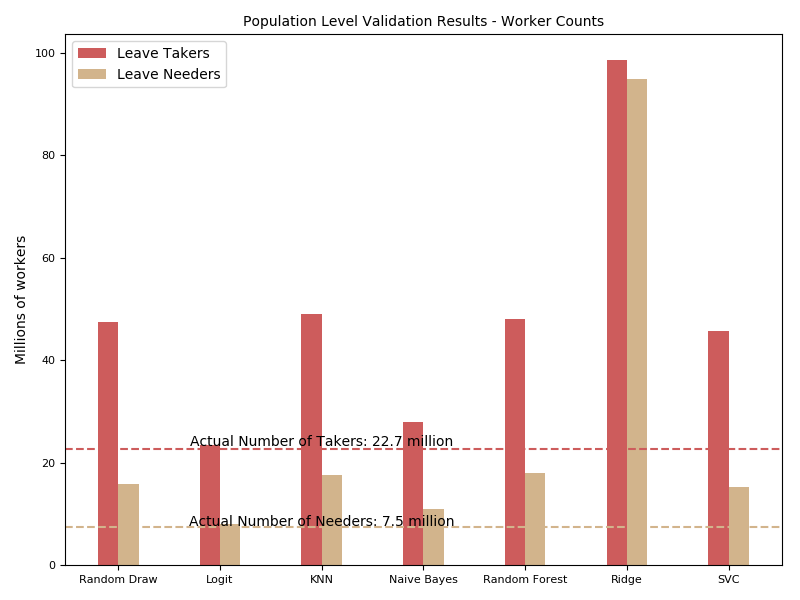 Population Level Validation Results - Worker Counts
Leave Takers
Leave Needers
Millions of workers
100
80
60
40
20
0
Actual Number of Takers: 22.7 million
Actual Number of Needers: 7.5 million
Random Draw
Logit
KNN
Naive Bayes
Random Forest
Ridge
SVC